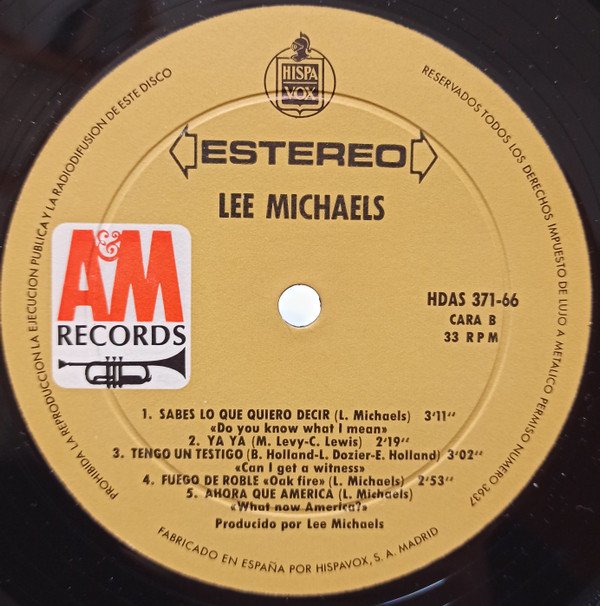 HISPA
VOX
PROHIBIDA LA REPRODUCCION LA EJECUCION PUBLICA Y LA RADIODIFUSION DE ESTE DISCO
RESERVADOS TODOS LOS DERECHOS IMPUESTO DE LUJO A METALICO PERMISO NUMERO 3637
ESTEREO
LEE MICHAELS
A&M
RECORDS
HDAS 371-66
CARA B
33 RPM
1. SABES LO QUE QUIERO DECIR (L. Michaels) 3'11‘‘
«Do you know what I mean»
2. YA YA (M. Levy-C. Lewis) 2'19‘‘
3. TENGO UN TESTIGO (B. Holland-L. Dozier-E. Holland) 3'02‘‘
«Can I get a witness»
4. FUEGO DE ROBLE «Oak fire» (L. Michaels) 2'53‘‘
5. AHORA QUE AMERICA (L. Michaels)
«What now America?»
Producido por Lee Michaels
FABRICADO EN ESPAÑA POR HISPAVOX, S. A. MADRID